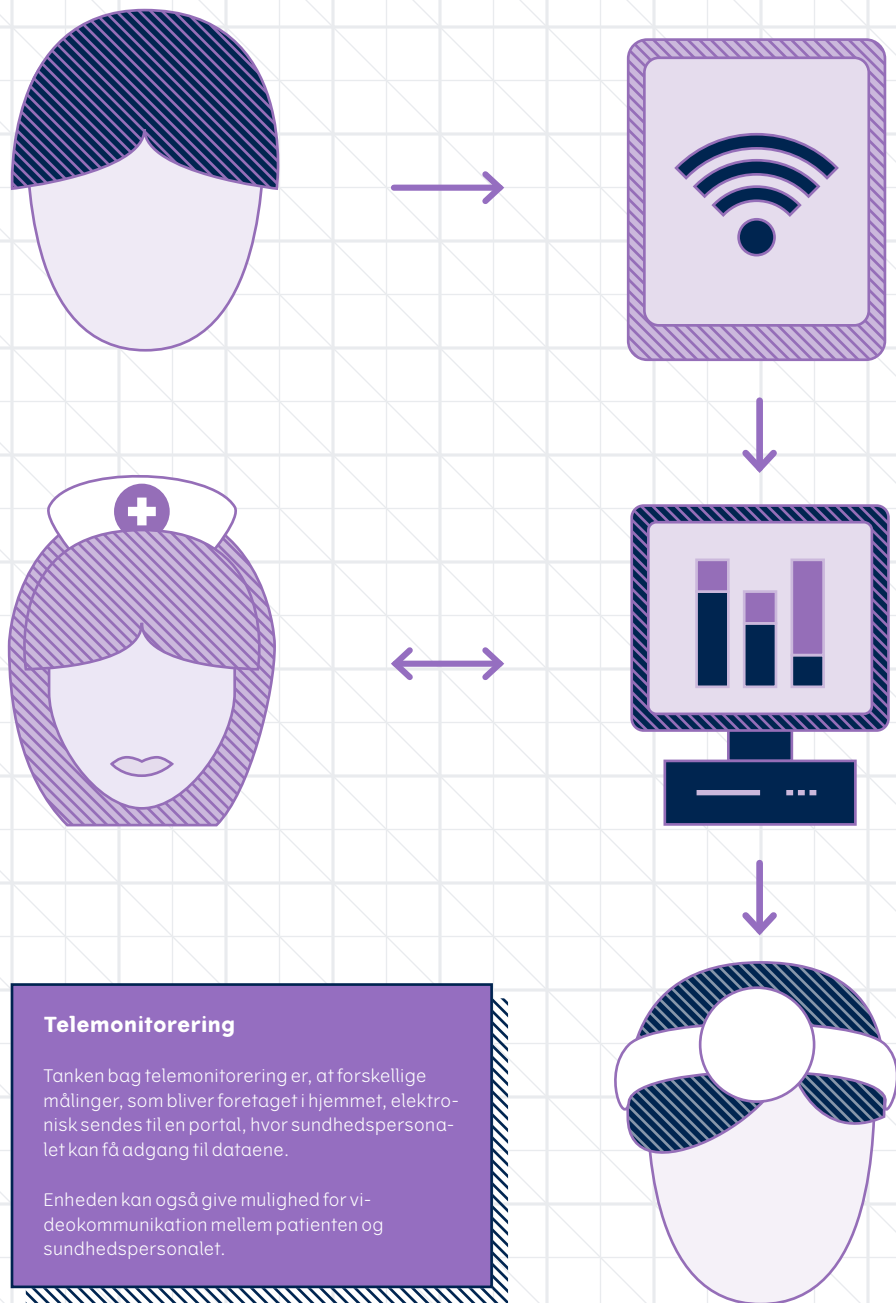 Telemonitorering
Tanken bag telemonitorering er, at forskellige
målinger, som bliver foretaget i hjemmet, elektro-
nisk sendes til en portal, hvor sundhedspersona-
let kan få adgang til dataene.
Enheden kan også give mulighed for vi-
deokommunikation mellem patienten og
sundhedspersonalet.